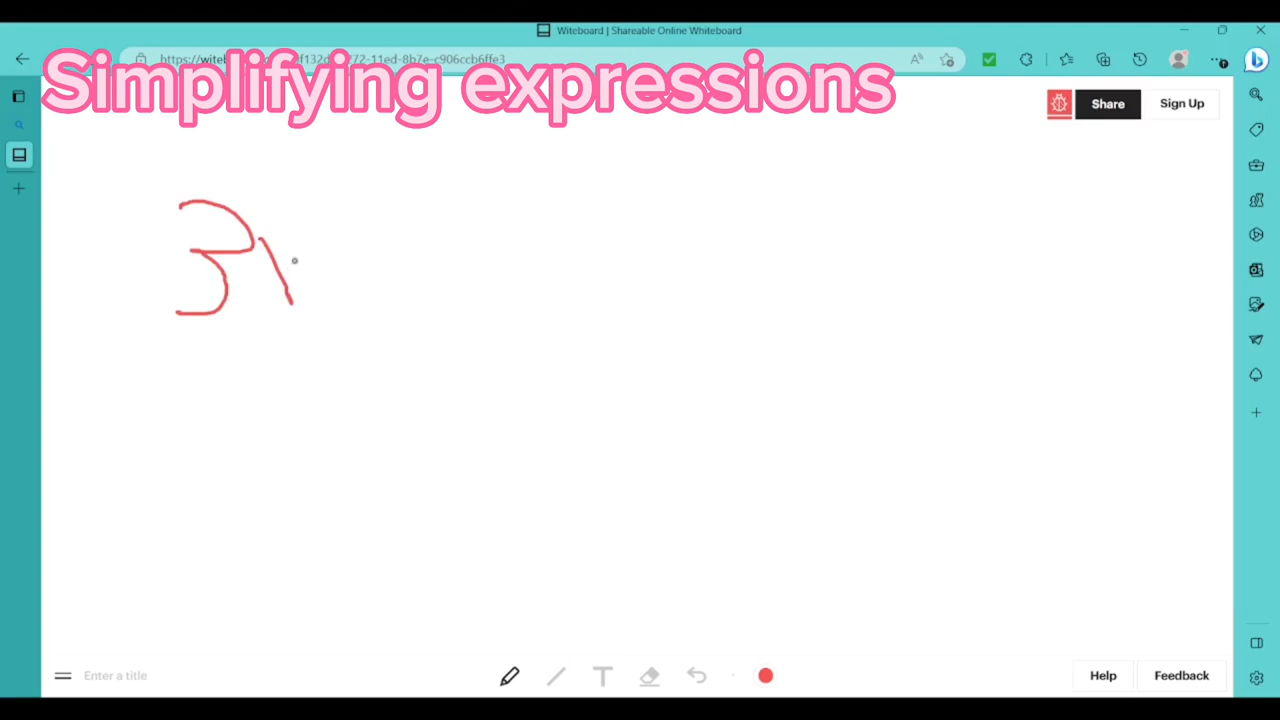 Witeboard | Shareable Online Whiteboard
Simplifying expressions
Share
Sign Up
3
Enter a title
T
Help
Feedback